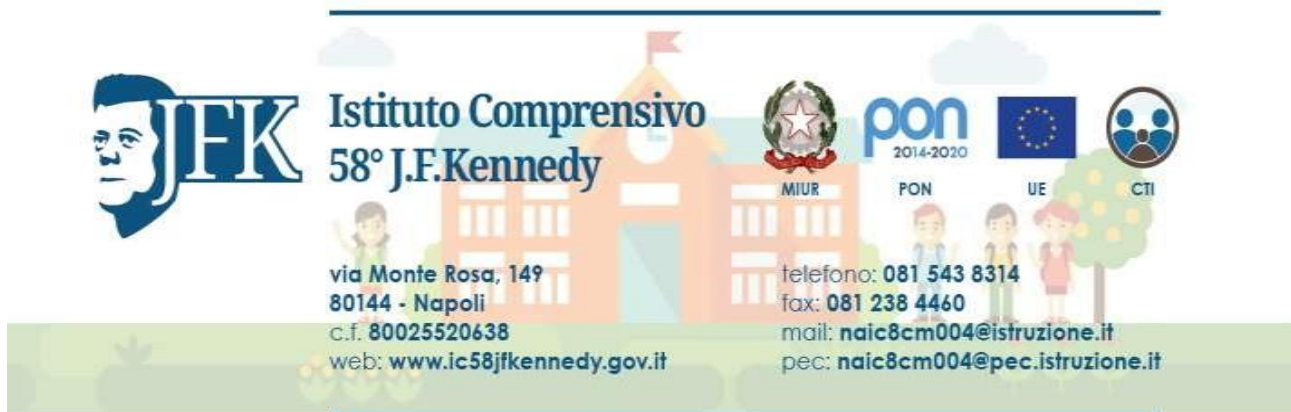 JFK
Istituto Comprensivo
58° J.F.Kennedy
pon
2014-2020
MIUR
PON
UE
CTI
via Monte Rosa, 149
80144 - Napoli
c.f. 80025520638
web: www.ic58jfkennedy.gov.it
telefono: 081 543 8314
fax: 081 238 4460
mail: naic8cm004@istruzione.it
pec: naic8cm004@pec.istruzione.it